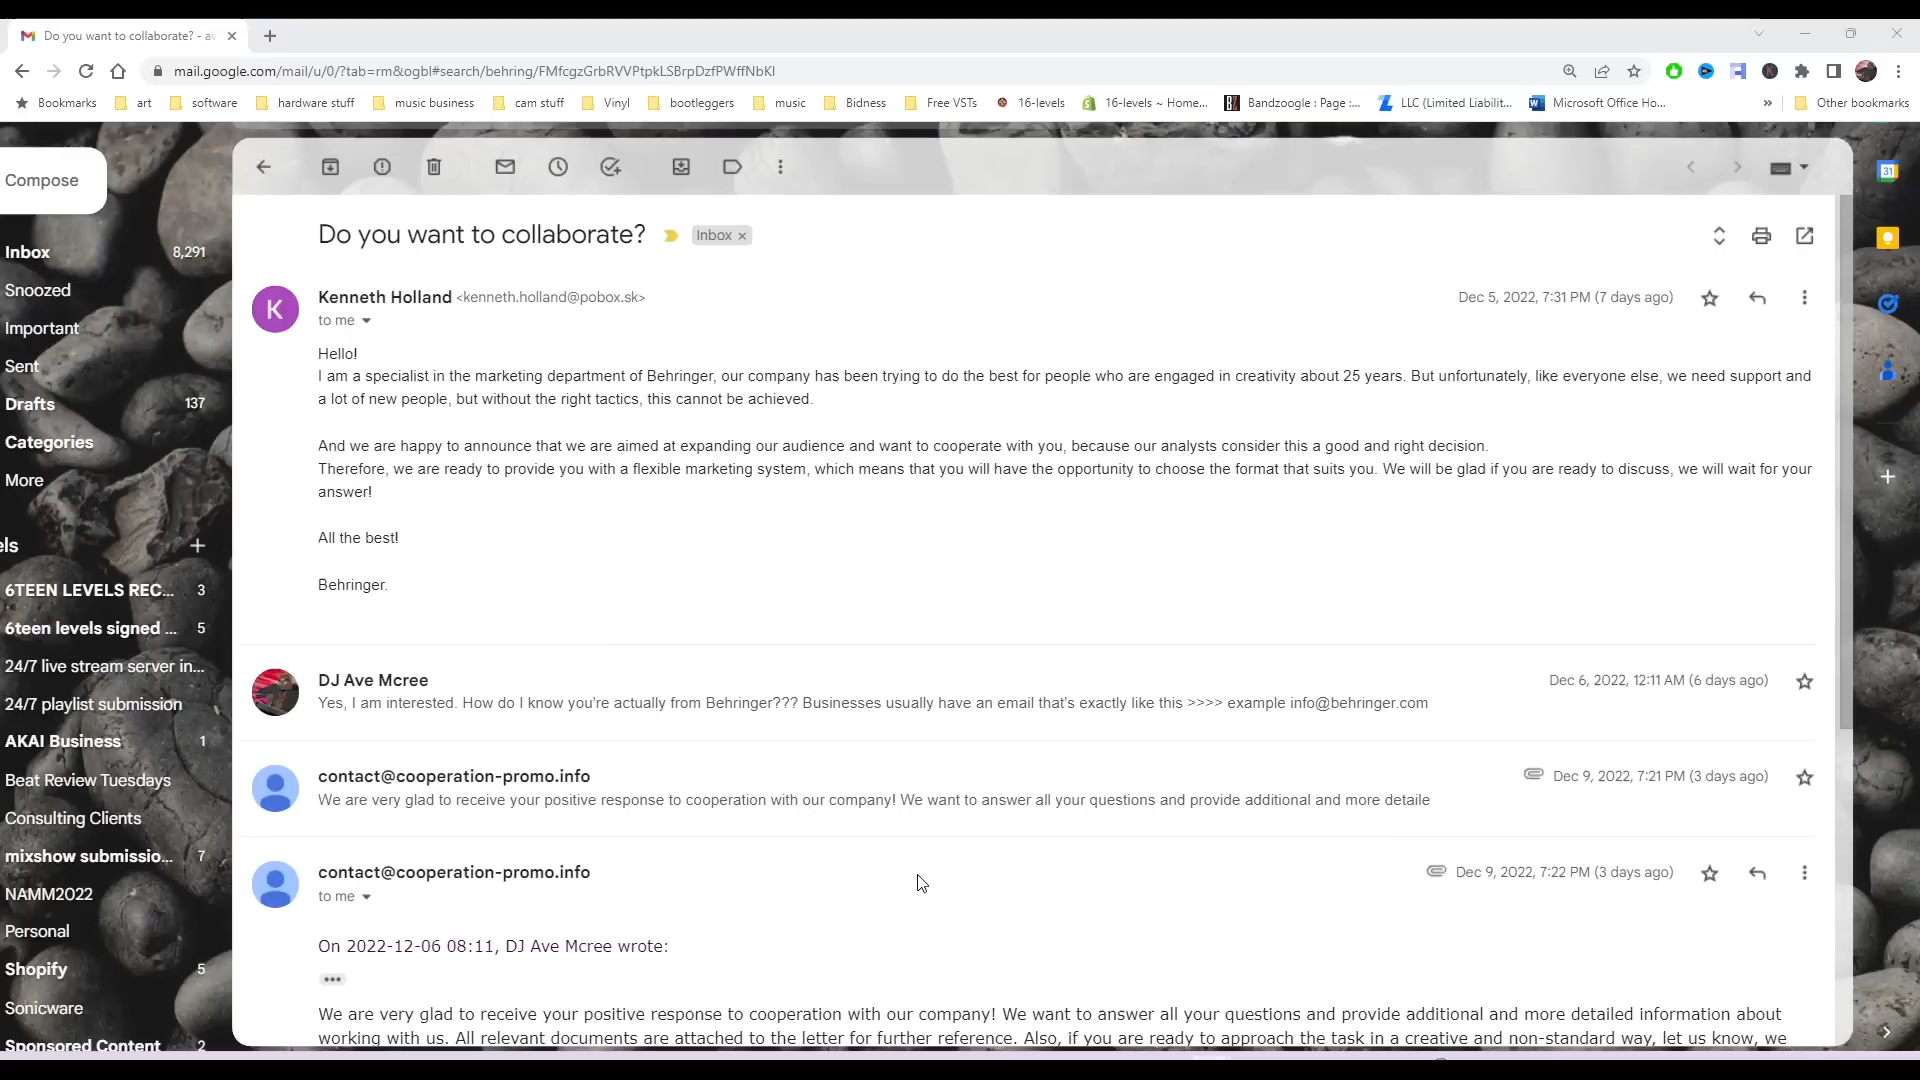 Do you want to collaborate? - av
mail.google.com/mail/u/0/?tab=rm&ogbl#search/behring/FMfcgzGrbRVVPtpkLSBrpDzfPWffNbKl
Bookmarks art software hardware stuff music business cam stuff Vinyl bootleggers music Bidness Free VSTs 16-levels 16-levels ~ Home... Bandzoogle : Page :... LLC (Limited Liabilit... Microsoft Office Ho... » Other bookmarks
Compose
Inbox 8,291
Snoozed
Important
Sent
Drafts 137
Categories
More
els
6TEEN LEVELS REC... 3
6teen levels signed ... 5
24/7 live stream server in...
24/7 playlist submission
AKAI Business 1
Beat Review Tuesdays
Consulting Clients
mixshow submissio... 7
NAMM2022
Personal
Shopify 5
Sonicware
Sponsored Content 2
Do you want to collaborate? Inbox ×
K
Kenneth Holland <kenneth.holland@pobox.sk> Dec 5, 2022, 7:31 PM (7 days ago)
to me
Hello!
I am a specialist in the marketing department of Behringer, our company has been trying to do the best for people who are engaged in creativity about 25 years. But unfortunately, like everyone else, we need support and
a lot of new people, but without the right tactics, this cannot be achieved.
And we are happy to announce that we are aimed at expanding our audience and want to cooperate with you, because our analysts consider this a good and right decision.
Therefore, we are ready to provide you with a flexible marketing system, which means that you will have the opportunity to choose the format that suits you. We will be glad if you are ready to discuss, we will wait for your
answer!
All the best!
Behringer.
DJ Ave Mcree Dec 6, 2022, 12:11 AM (6 days ago)
Yes, I am interested. How do I know you're actually from Behringer??? Businesses usually have an email that's exactly like this >>>> example info@behringer.com
contact@cooperation-promo.info Dec 9, 2022, 7:21 PM (3 days ago)
We are very glad to receive your positive response to cooperation with our company! We want to answer all your questions and provide additional and more detaile
contact@cooperation-promo.info Dec 9, 2022, 7:22 PM (3 days ago)
to me
On 2022-12-06 08:11, DJ Ave Mcree wrote:
•••
We are very glad to receive your positive response to cooperation with our company! We want to answer all your questions and provide additional and more detailed information about
working with us. All relevant documents are attached to the letter for further reference. Also, if you are ready to approach the task in a creative and non-standard way, let us know, we
31